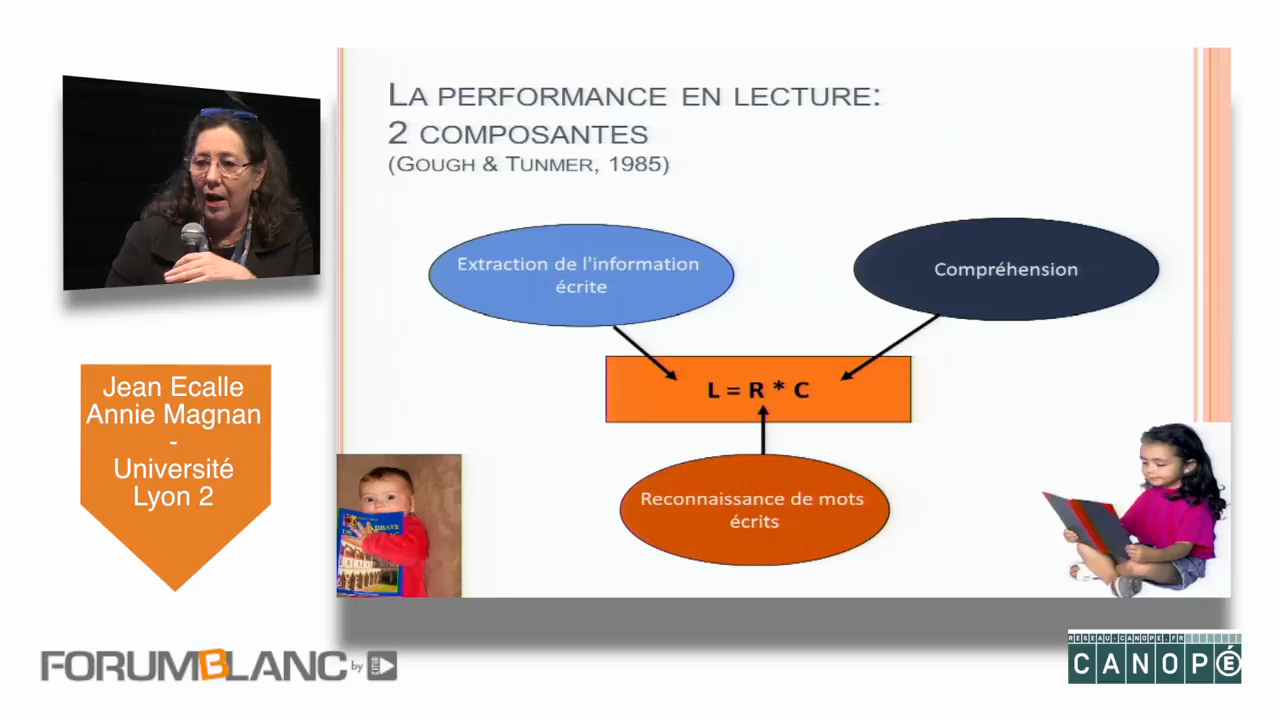 LA PERFORMANCE EN LECTURE:
2 COMPOSANTES
(GOUGH & TUNMER, 1985)
Extraction de l'information
écrite
Compréhension
L = R * C
Reconnaissance de mots
écrits
Jean Ecalle
Annie Magnan
-
Université
Lyon 2
FORUMBLANC by
RESEAU-CANOPE.FR
CANOPÉ